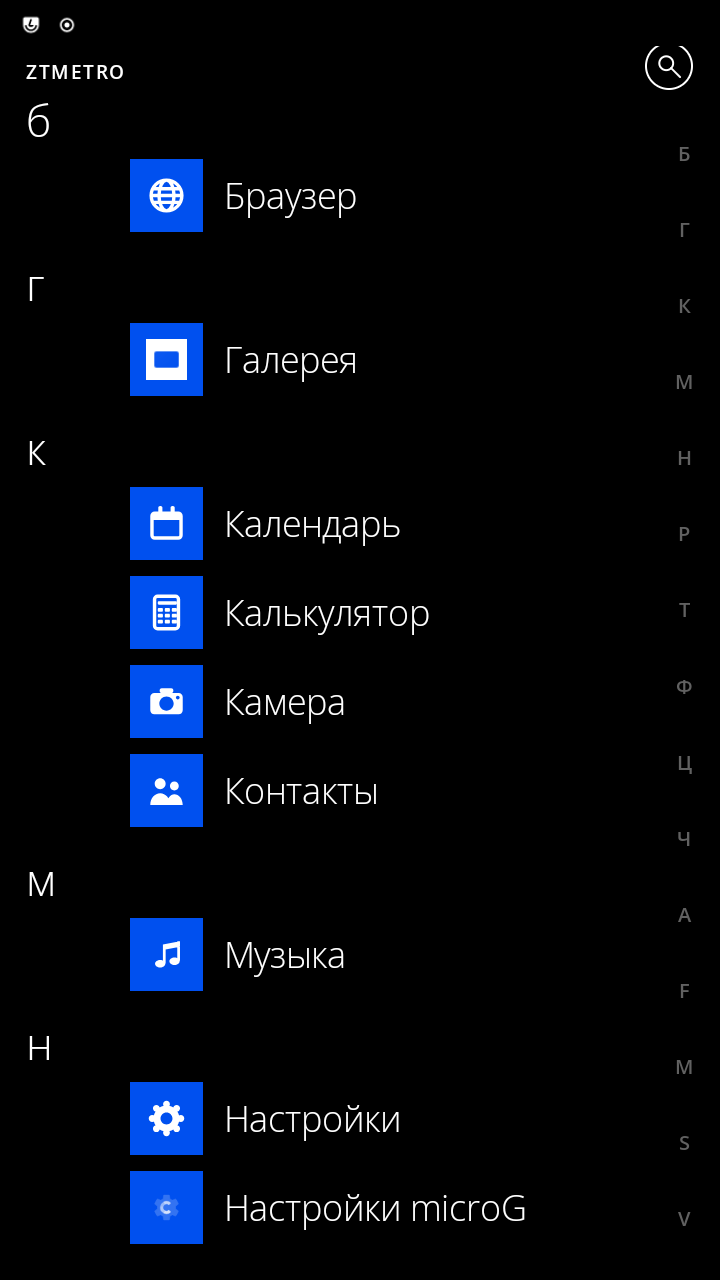 ZTMETRO
б
Браузер
Г
Галерея
К
Календарь
Калькулятор
Камера
Контакты
М
Музыка
Н
Настройки
Настройки microG
Б
Г
К
М
Н
Р
Т
Ф
Ц
Ч
A
F
M
S
V